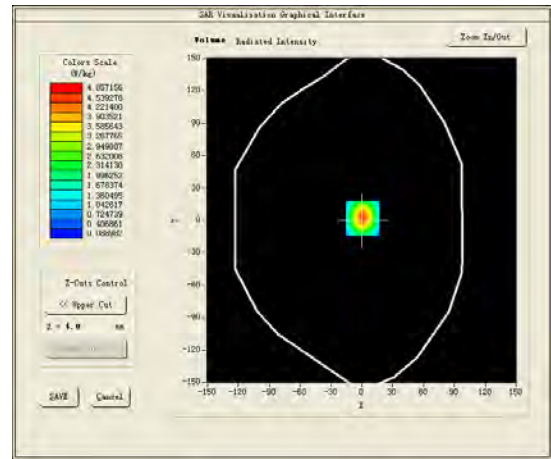 SAR Visualisation Graphical Interface
Volume Radiated Intensity
Zoom In/Out
Colors Scale
(W/kg)
4.857156
4.539278
4.221400
3.903521
3.585643
3.267765
2.949887
2.632008
2.314130
1.996252
1.678374
1.360495
1.042617
0.724739
0.406861
150
120
90
30
0
-30
-60
-90
-120
-150
-150 -120 -90 -60 -30 0 30 60 90 120 150
X
Z-Cuts Control
<< Upper Cut
Z = 4.0 mm
SAVE Cancel